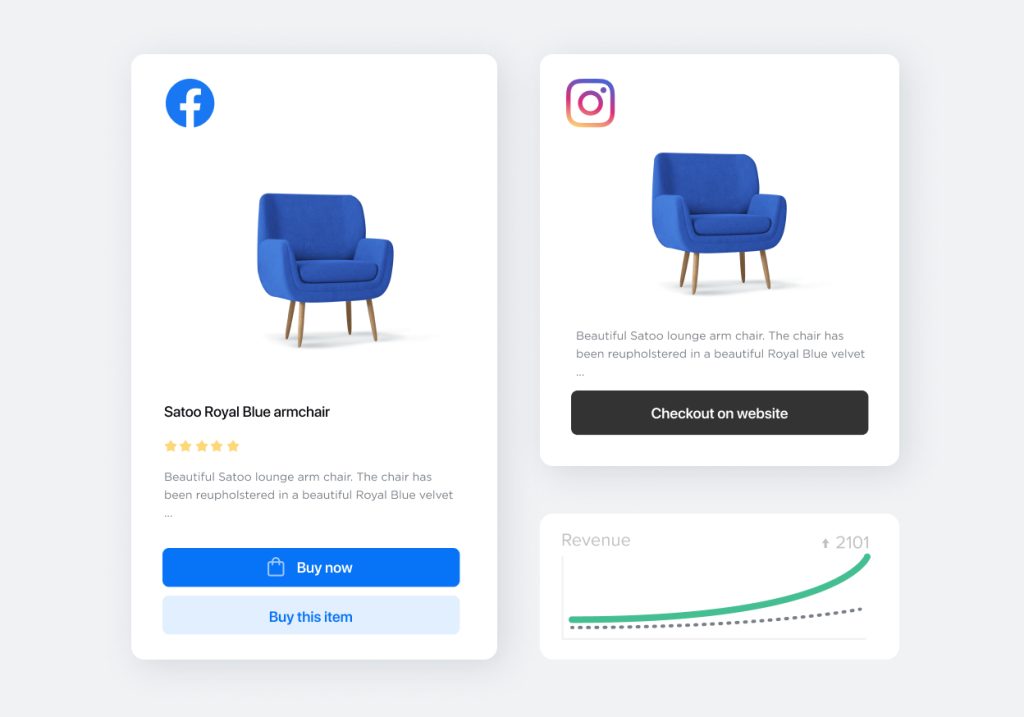 Satoo Royal Blue armchair
Beautiful Satoo lounge arm chair. The chair has
been reupholstered in a beautiful Royal Blue velvet
...
Buy now
Buy this item
Beautiful Satoo lounge arm chair. The chair has
been reupholstered in a beautiful Royal Blue velvet
...
Checkout on website
Revenue
2101